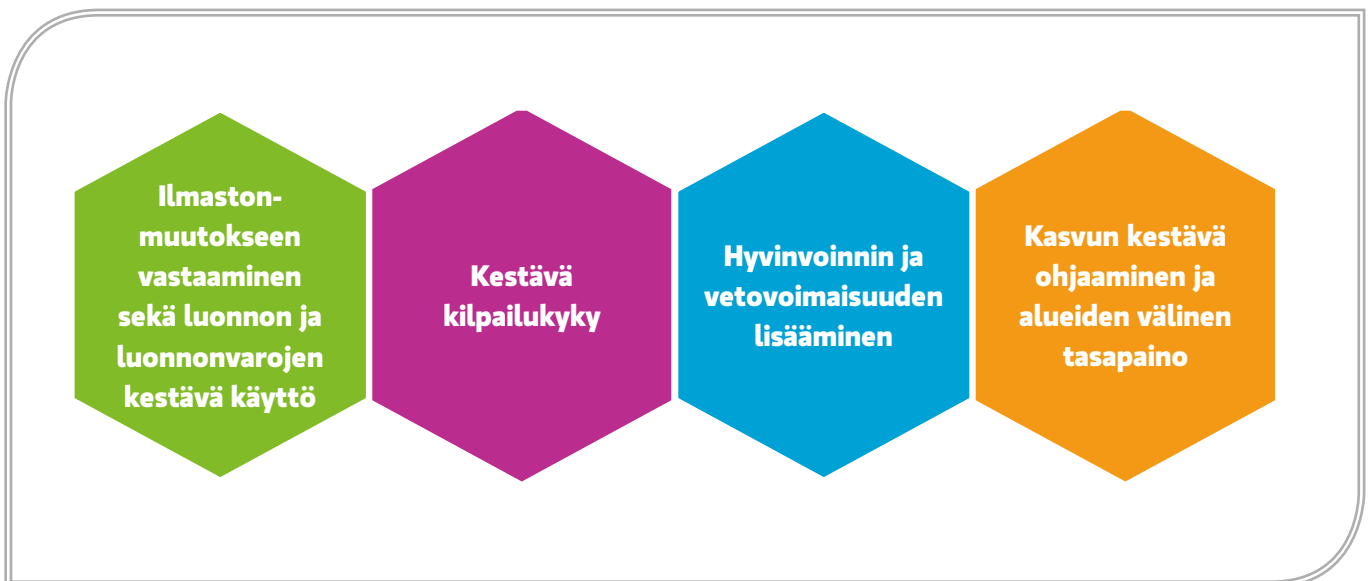 Ilmaston-
muutokseen
vastaaminen
sekä luonnon ja
luonnonvarojen
kestävä käyttö
Kestävä
kilpailukyky
Hyvinvoinnin ja
vetovoimaisuuden
lisääminen
Kasvun kestävä
ohjaaminen ja
alueiden välinen
tasapaino